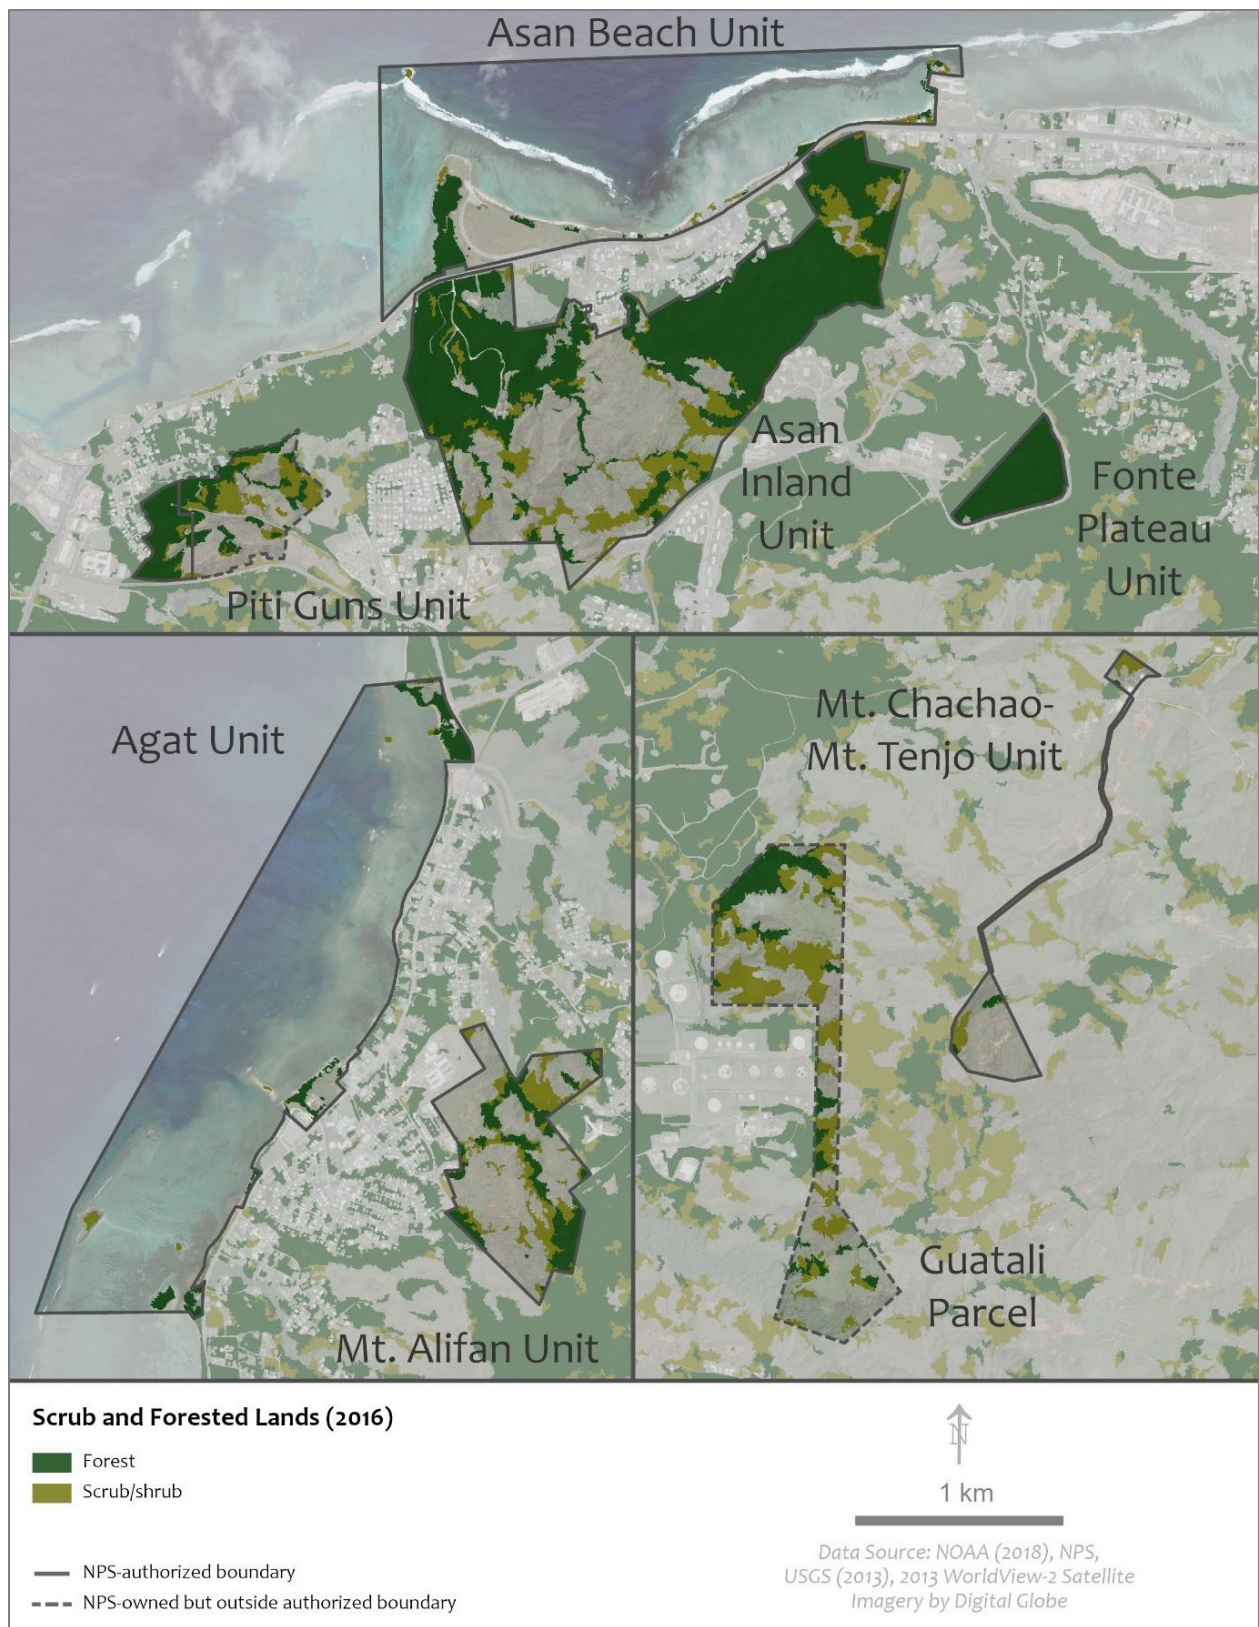 Asan Beach Unit
Asan
Inland
Unit
Fonte
Plateau
Unit
Piti Guns Unit
Agat Unit
Mt. Alifan Unit
Mt. Chachao-
Mt. Tenjo Unit
Guatali
Parcel
Scrub and Forested Lands (2016)
Forest
Scrub/shrub
NPS-authorized boundary
NPS-owned but outside authorized boundary
N
1 km
Data Source: NOAA (2018), NPS,
USGS (2013), 2013 WorldView-2 Satellite
Imagery by Digital Globe